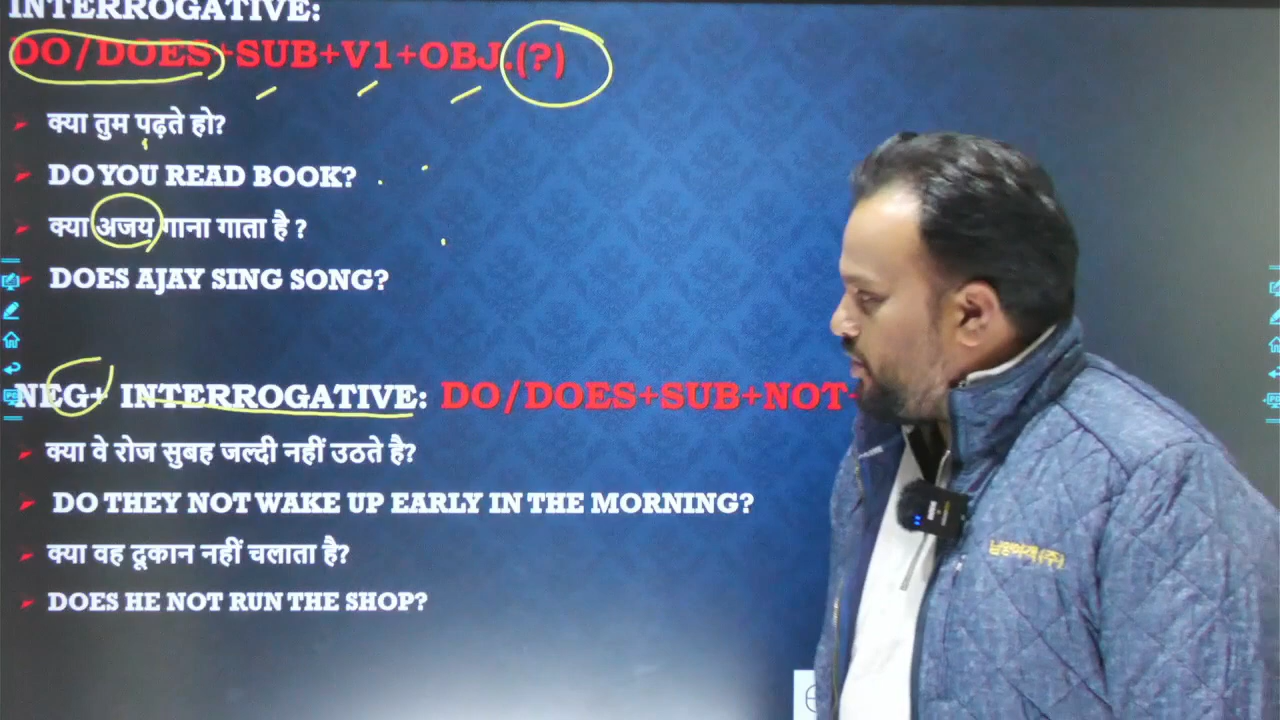 INTERROGATIVE:
DO/DOES+SUB+V1+OBJ.(?)
क्या तुम पढ़ते हो?
DO YOU READ BOOK?
क्या अजय गाना गाता है ?
DOES AJAY SING SONG?
NEG+ INTERROGATIVE: DO/DOES+SUB+NOT
क्या वे रोज सुबह जल्दी नहीं उठते है?
DO THEY NOT WAKE UP EARLY IN THE MORNING?
क्या वह दूकान नहीं चलाता है?
DOES HE NOT RUN THE SHOP?